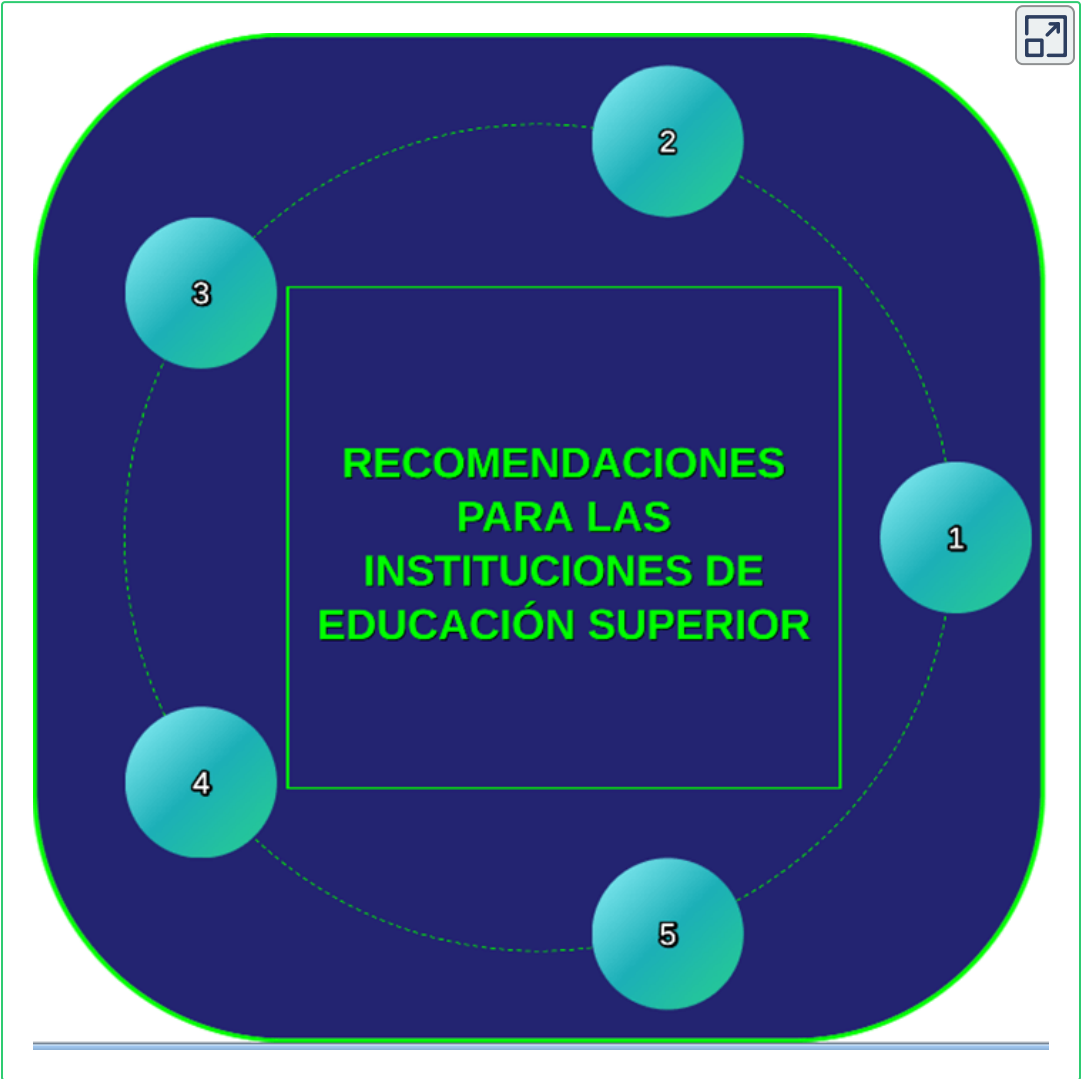 2
3
RECOMENDACIONES
PARA LAS
INSTITUCIONES DE
EDUCACIÓN SUPERIOR
1
4
5